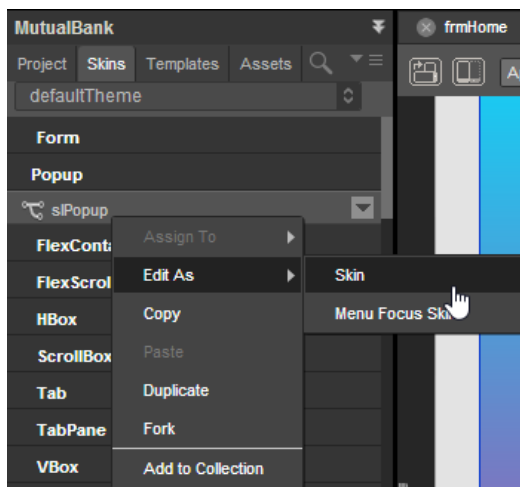 MutualBank
frmHome
Project Skins Templates Assets
defaultTheme
Form
Popup
slPopup
Assign To
FlexConta
Edit As
Skin
FlexScrol
Copy
Menu Focus
HBox
Paste
ScrollBox
Duplicate
Tab
Fork
TabPane
Add to Collection
VBox